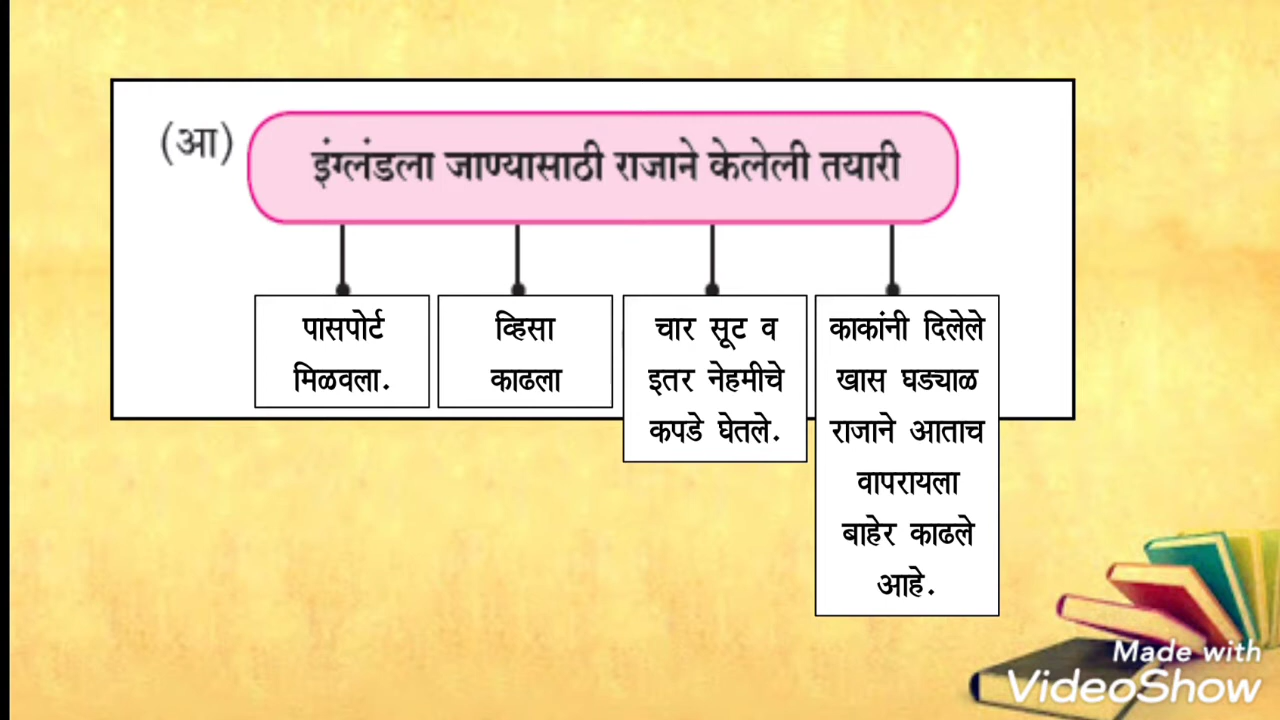 (आ)
इंग्लंडला जाण्यासाठी राजाने केलेली तयारी
पासपोर्ट
मिळवला.
व्हिसा
काढला
चार सूट व
इतर नेहमीचे
कपडे घेतले.
काकांनी दिलेले
खास घड्याळ
राजाने आताच
वापरायला
बाहेर काढले
आहे.
Made with
VideoShow